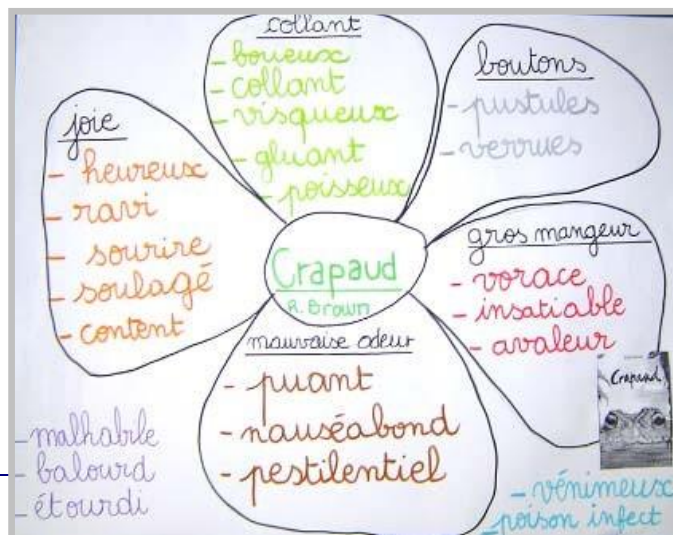 collant
- boueux
- collant
- visqueux
- gluant
- poisseux
boutons
- pustules
- verrues
joie
- heureux
- ravi
- sourire
- soulagé
- content
Crapaud
R. Brown
gros mangeur
- vorace
- insatiable
- avaleur
mauvaise odeur
- puant
- nauséabond
- pestilentiel
Crapaud
- malhabile
- balourd
- étourdi
- vénimeux
- poison infect